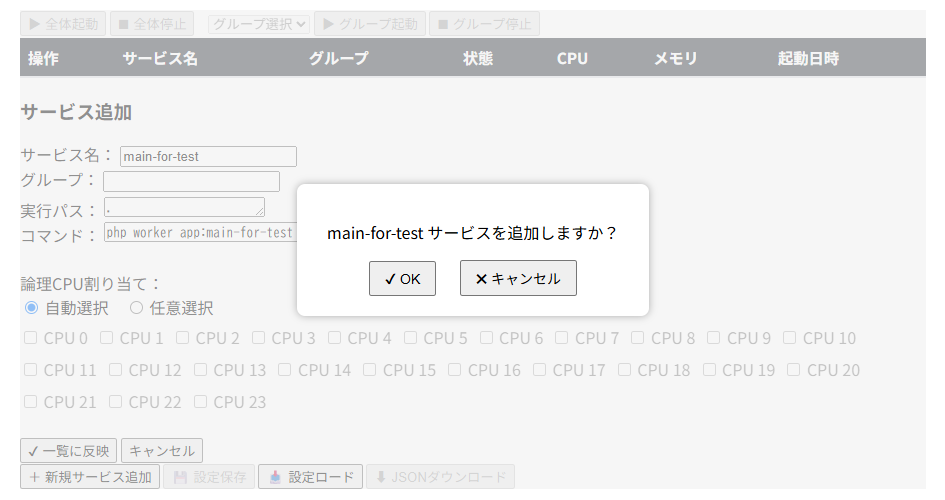 ▶ 全体起動 ■ 全体停止 グループ選択 ▶ グループ起動 ■ グループ停止
操作 サービス名 グループ 状態 CPU メモリ 起動日時
サービス追加
サービス名： main-for-test
グループ：
実行パス： .
コマンド： php worker app:main-for-test
main-for-test サービスを追加しますか？
✔ OK ✕ キャンセル
論理CPU割り当て：
自動選択 任意選択
CPU 0 CPU 1 CPU 2 CPU 3 CPU 4 CPU 5 CPU 6 CPU 7 CPU 8 CPU 9 CPU 10
CPU 11 CPU 12 CPU 13 CPU 14 CPU 15 CPU 16 CPU 17 CPU 18 CPU 19 CPU 20
CPU 21 CPU 22 CPU 23
✔ 一覧に反映 キャンセル
＋ 新規サービス追加 💾 設定保存 📥 設定ロード ⬇ JSONダウンロード